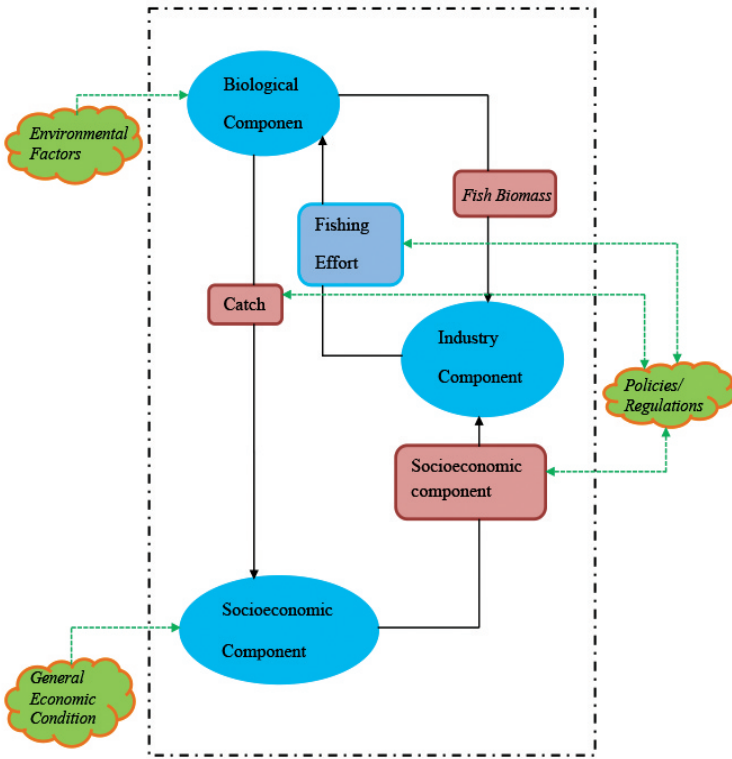 Biological
Componen
Environmental
Factors
Fish Biomass
Fishing
Effort
Catch
Industry
Component
Policies/
Regulations
Socioeconomic
component
Socioeconomic
Component
General
Economic
Condition